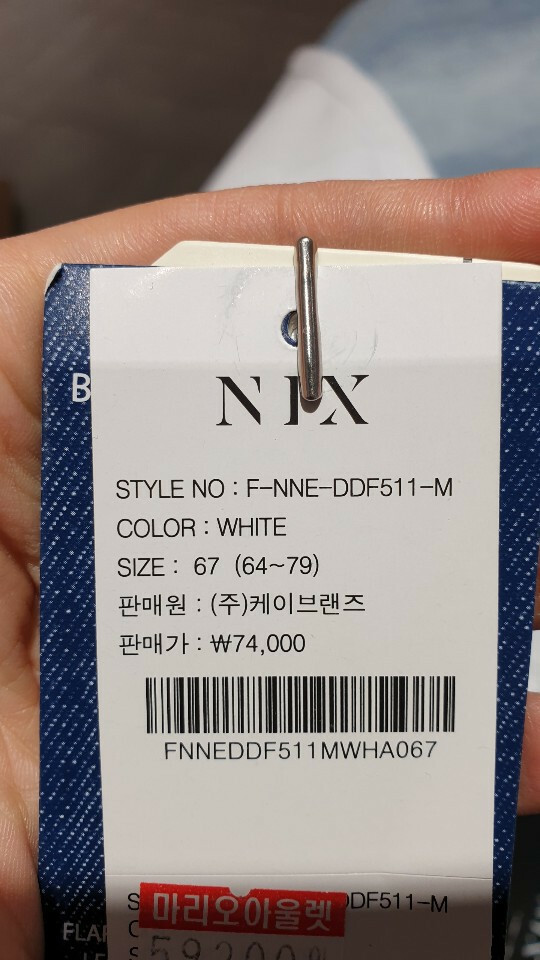 B
NIX
STYLE NO : F-NNE-DDF511-M
COLOR : WHITE
SIZE : 67 (64~79)
판매원 : (주)케이브랜즈
판매가 : ₩74,000
FNNEDDF511MWHA067
S DDF511-M
마리오아울렛
C
FLAR
S